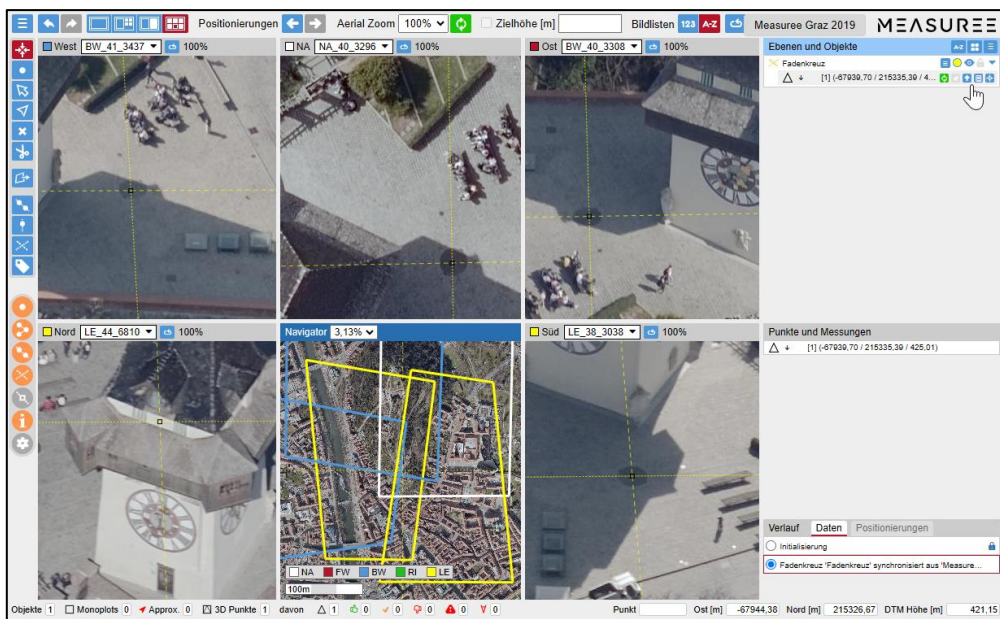 Positionierungen Aerial Zoom 100% Zielhöhe [m] Bildlisten 123 A-Z Measuree Graz 2019 MEASUREE
West BW_41_3437 100%
NA NA_40_3296 100%
Ost BW_40_3308 100%
Ebenen und Objekte A-Z
Fadenkreuz
[1] (-67939,70 / 215335,39 / 4...
Nord LE_44_6810 100%
Navigator 3,13%
Süd LE_38_3038 100%
Punkte und Messungen
[1] (-67939,70 / 215335,39 / 425,01)
NA FW BW RI LE
100m
Verlauf Daten Positionierungen
Initialisierung
Fadenkreuz 'Fadenkreuz' synchronisiert aus 'Measure...
Objekte 1 Monoplots 0 Approx. 0 3D Punkte 1 davon 1 0 0 0 0 0 Punkt Ost [m] -67944,38 Nord [m] 215326,67 DTM Höhe [m] 421,15